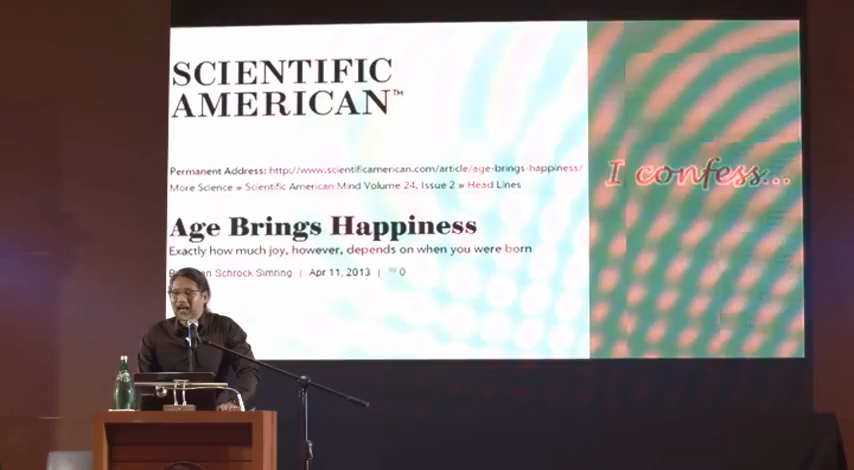 SCIENTIFIC
AMERICAN™
Permanent Address: http://www.scientificamerican.com/article/age-brings-happiness/
More Science » Scientific American Mind Volume 24, Issue 2 » Head Lines
Age Brings Happiness
Exactly how much joy, however, depends on when you were born
Schrock Simring | Apr 11, 2013 | 0
I confess...